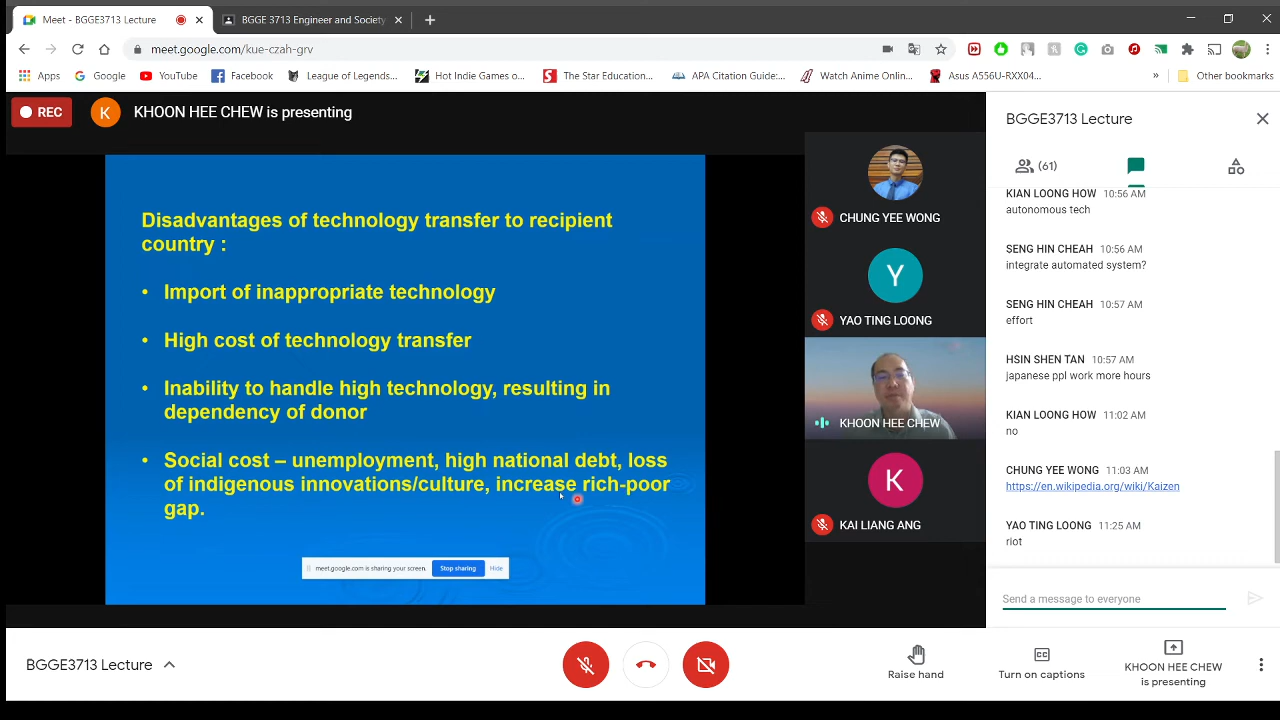 Meet - BGGE3713 Lecture
BGGE 3713 Engineer and Society
meet.google.com/kue-czah-grv
Apps
Google
YouTube
Facebook
League of Legends...
Hot Indie Games o...
The Star Education...
APA Citation Guide:...
Watch Anime Onlin...
Asus A556U-RXX04...
»
Other bookmarks
REC
K
KHOON HEE CHEW is presenting
Disadvantages of technology transfer to recipient
country :
• Import of inappropriate technology
• High cost of technology transfer
• Inability to handle high technology, resulting in
dependency of donor
• Social cost – unemployment, high national debt, loss
of indigenous innovations/culture, increase rich-poor
gap.
meet.google.com is sharing your screen.
Stop sharing
Hide
CHUNG YEE WONG
Y
YAO TING LOONG
KHOON HEE CHEW
K
KAI LIANG ANG
BGGE3713 Lecture
(61)
KIAN LOONG HOW 10:56 AM
autonomous tech
SENG HIN CHEAH 10:56 AM
integrate automated system?
SENG HIN CHEAH 10:57 AM
effort
HSIN SHEN TAN 10:57 AM
japanese ppl work more hours
KIAN LOONG HOW 11:02 AM
no
CHUNG YEE WONG 11:03 AM
https://en.wikipedia.org/wiki/Kaizen
YAO TING LOONG 11:25 AM
riot
Send a message to everyone
BGGE3713 Lecture
Raise hand
Turn on captions
KHOON HEE CHEW
is presenting